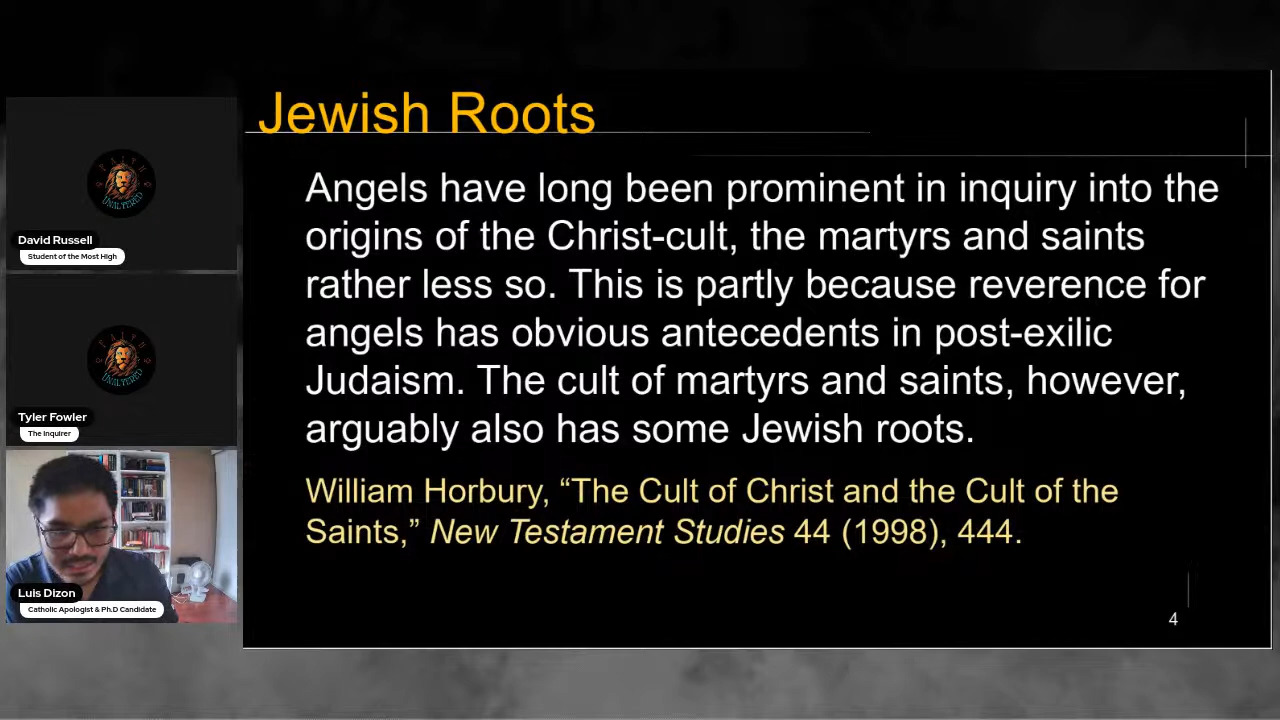 Jewish Roots
Angels have long been prominent in inquiry into the
origins of the Christ-cult, the martyrs and saints
rather less so. This is partly because reverence for
angels has obvious antecedents in post-exilic
Judaism. The cult of martyrs and saints, however,
arguably also has some Jewish roots.
William Horbury, “The Cult of Christ and the Cult of the
Saints,” New Testament Studies 44 (1998), 444.
4
FAITH
UNALTERED
David Russell
Student of the Most High
FAITH
UNALTERED
Tyler Fowler
The Inquirer
Luis Dizon
Catholic Apologist & Ph.D Candidate